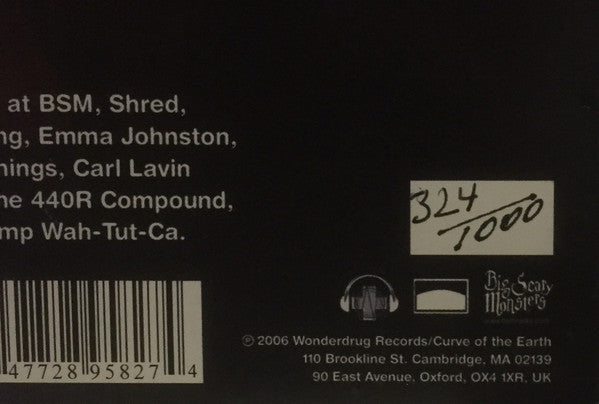 at BSM, Shred,
ng, Emma Johnston,
nings, Carl Lavin
ne 440R Compound,
mp Wah-Tut-Ca.
324/1000
47728 95827 4
Big Scary
Monsters
℗2006 Wonderdrug Records/Curve of the Earth
110 Brookline St. Cambridge, MA 02139
90 East Avenue, Oxford, OX4 1XR, UK